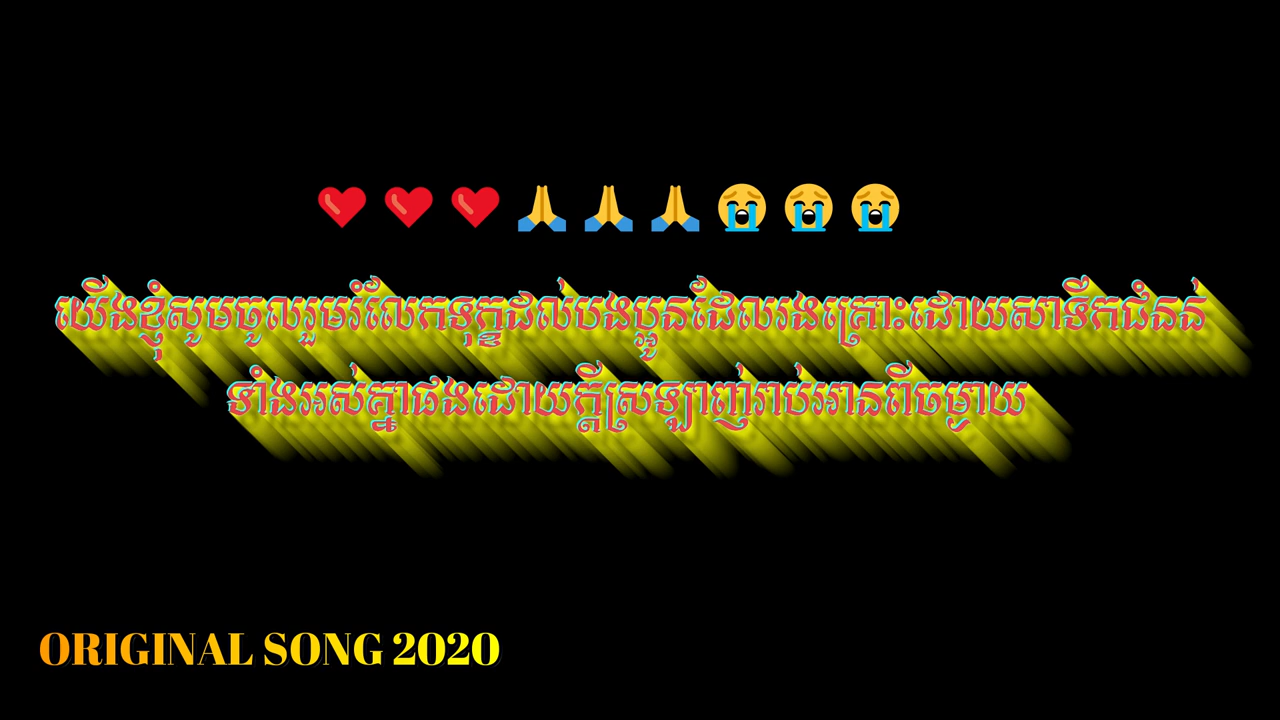 ❤️ ❤️ ❤️ 🙏 🙏 🙏 😭 😭 😭
យើងខ្ញុំសូមចូលរួមរំលែកទុក្ខដល់បងប្អូនដែលរងគ្រោះដោយសាទឹកជំនន់
ទាំងអស់គ្នាផងដោយក្ដីស្រឡាញ់រាប់អានពីចម្ងាយ
ORIGINAL SONG 2020